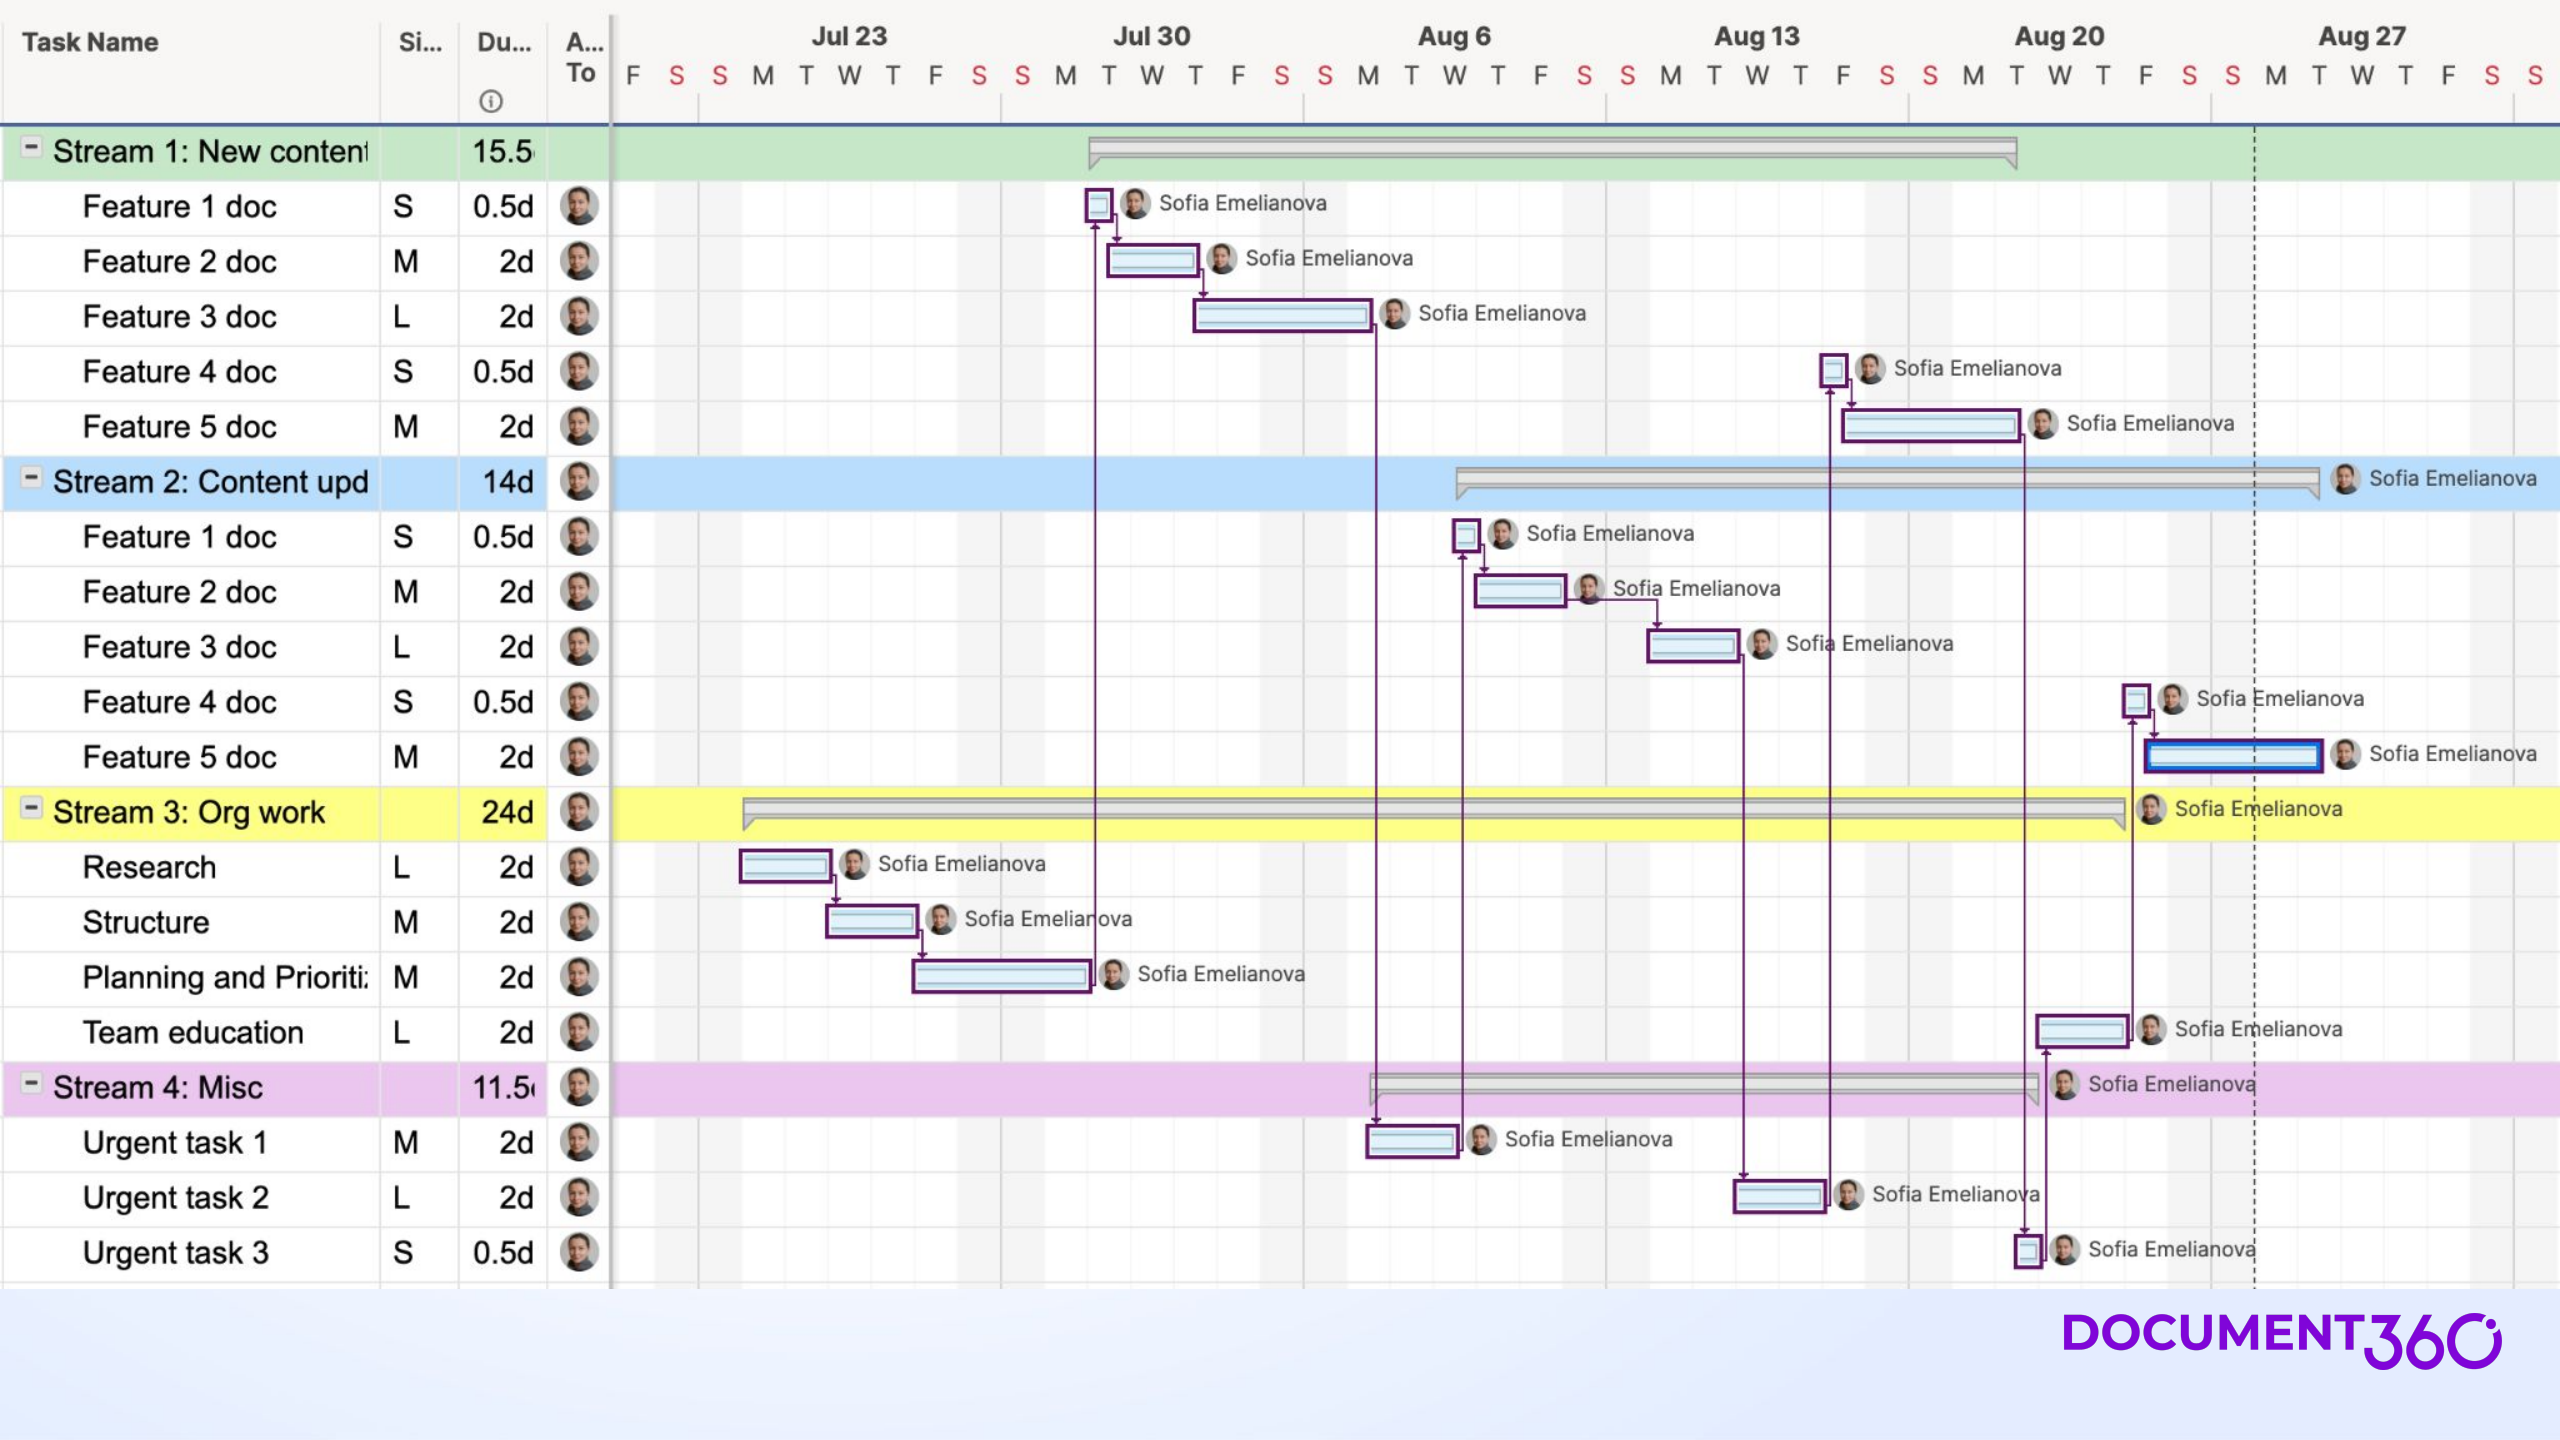 Task Name Si... Du... A... To
Jul 23 Jul 30 Aug 6 Aug 13 Aug 20 Aug 27
F S S M T W T F S S M T W T F S S M T W T F S S M T W T F S S M T W T F S S M T W T F S S
Stream 1: New content 15.5
Feature 1 doc S 0.5d Sofia Emelianova
Feature 2 doc M 2d Sofia Emelianova
Feature 3 doc L 2d Sofia Emelianova
Feature 4 doc S 0.5d Sofia Emelianova
Feature 5 doc M 2d Sofia Emelianova
Stream 2: Content upd 14d Sofia Emelianova
Feature 1 doc S 0.5d Sofia Emelianova
Feature 2 doc M 2d Sofia Emelianova
Feature 3 doc L 2d Sofia Emelianova
Feature 4 doc S 0.5d Sofia Emelianova
Feature 5 doc M 2d Sofia Emelianova
Stream 3: Org work 24d Sofia Emelianova
Research L 2d Sofia Emelianova
Structure M 2d Sofia Emelianova
Planning and Prioriti M 2d Sofia Emelianova
Team education L 2d Sofia Emelianova
Stream 4: Misc 11.5 Sofia Emelianova
Urgent task 1 M 2d Sofia Emelianova
Urgent task 2 L 2d Sofia Emelianova
Urgent task 3 S 0.5d Sofia Emelianova
DOCUMENT360